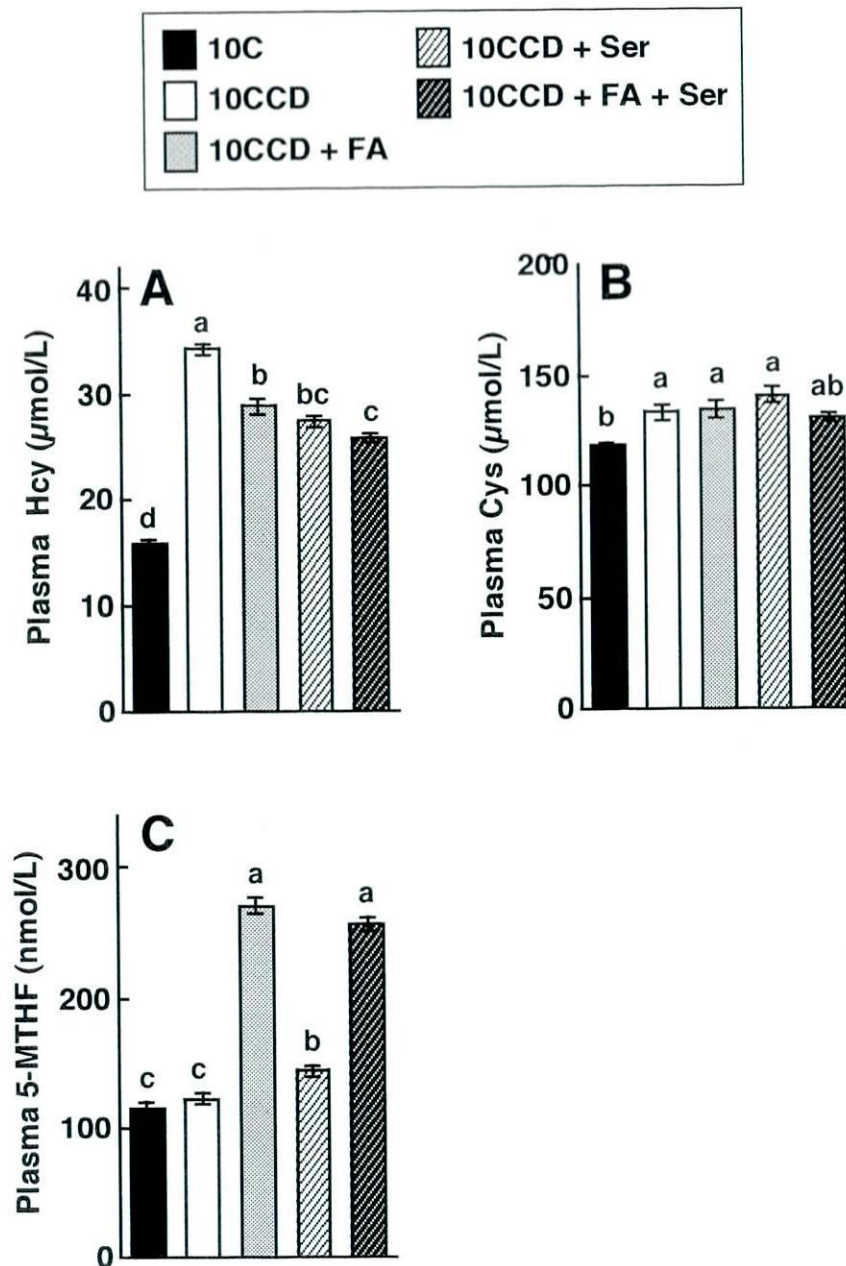 10C
10CCD
10CCD + FA
10CCD + Ser
10CCD + FA + Ser
A
Plasma Hcy (µmol/L)
40
30
20
10
0
d
a
b
bc
c
B
Plasma Cys (µmol/L)
200
150
100
50
0
b
a
a
a
ab
C
Plasma 5-MTHF (nmol/L)
300
200
100
0
c
c
a
b
a